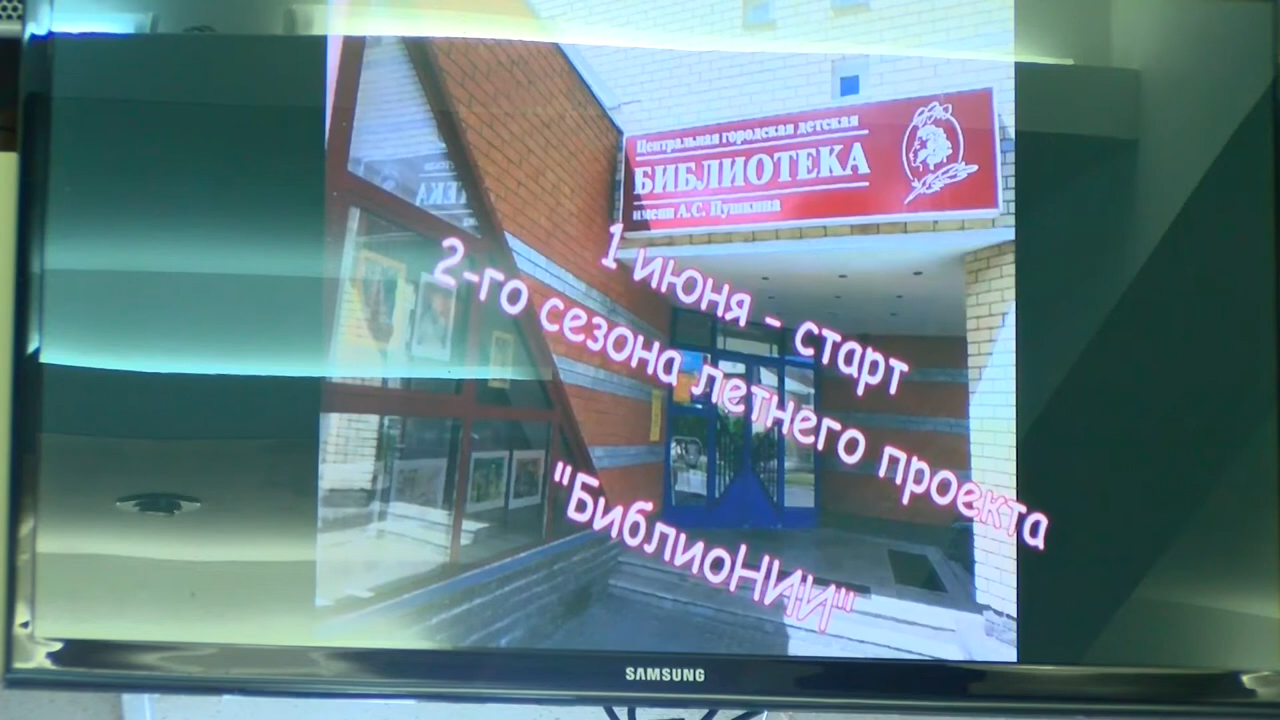 Центральная городская детская
БИБЛИОТЕКА
имени А.С. Пушкина
1 июня - старт
2-го сезона летнего проекта
"БиблиоНИИ"
SAMSUNG